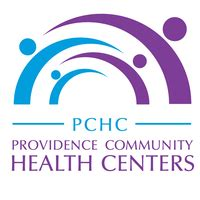 PCHC
PROVIDENCE COMMUNITY
HEALTH CENTERS